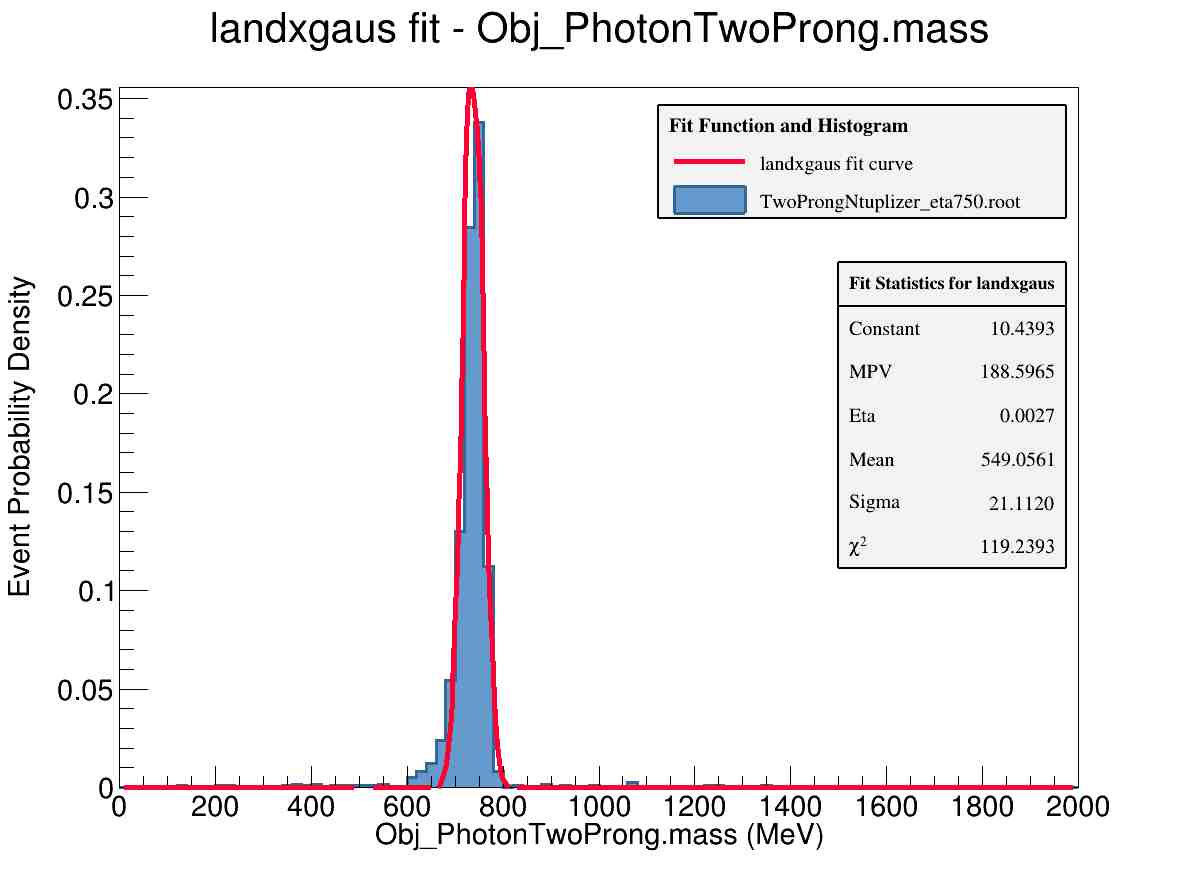 landxgaus fit - Obj_PhotonTwoProng.mass
Fit Function and Histogram
landxgaus fit curve
TwoProngNtuplizer_eta750.root
Fit Statistics for landxgaus
Constant 10.4393
MPV 188.5965
Eta 0.0027
Mean 549.0561
Sigma 21.1120
χ² 119.2393
Event Probability Density
0.35
0.3
0.25
0.2
0.15
0.1
0.05
0
0 200 400 600 800 1000 1200 1400 1600 1800 2000
Obj_PhotonTwoProng.mass (MeV)